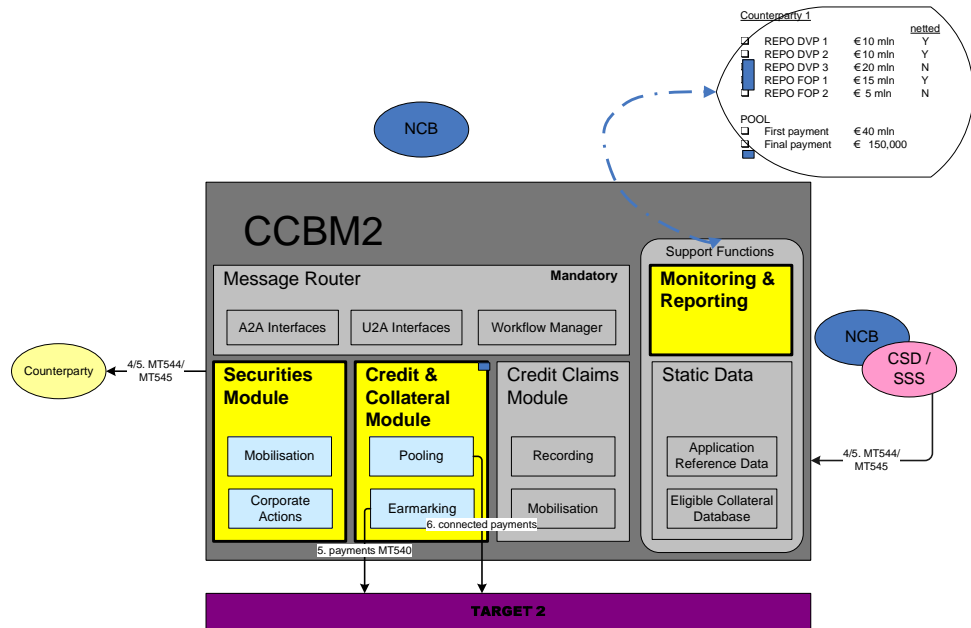 Counterparty 1
netted
REPO DVP 1 €10 mln Y
REPO DVP 2 €10 mln Y
REPO DVP 3 €20 mln N
REPO FOP 1 €15 mln Y
REPO FOP 2 € 5 mln N
POOL
First payment €40 mln
Final payment € 150,000
NCB
CCBM2
Support Functions
Message Router
Mandatory
A2A Interfaces
U2A Interfaces
Workflow Manager
Monitoring &
Reporting
NCB
CSD /
SSS
Counterparty
4/5. MT544/
MT545
Securities
Module
Mobilisation
Corporate
Actions
Credit &
Collateral
Module
Pooling
Earmarking
Credit Claims
Module
Recording
Mobilisation
Static Data
Application
Reference Data
Eligible Collateral
Database
4/5. MT544/
MT545
6. connected payments
5. payments MT540
TARGET 2